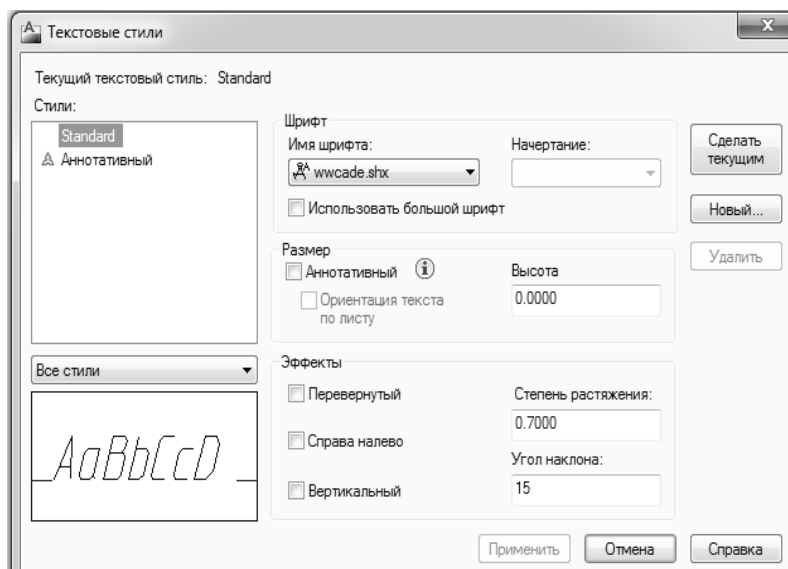 Текстовые стили
Текущий текстовый стиль: Standard
Стили:
Standard
Аннотативный
Все стили
AaBbCcD
Шрифт
Имя шрифта:
wwcade.shx
Начертание:
Использовать большой шрифт
Размер
Аннотативный
Ориентация текста
по листу
Высота
0.0000
Эффекты
Перевернутый
Справа налево
Вертикальный
Степень растяжения:
0.7000
Угол наклона:
15
Сделать
текущим
Новый...
Удалить
Применить
Отмена
Справка